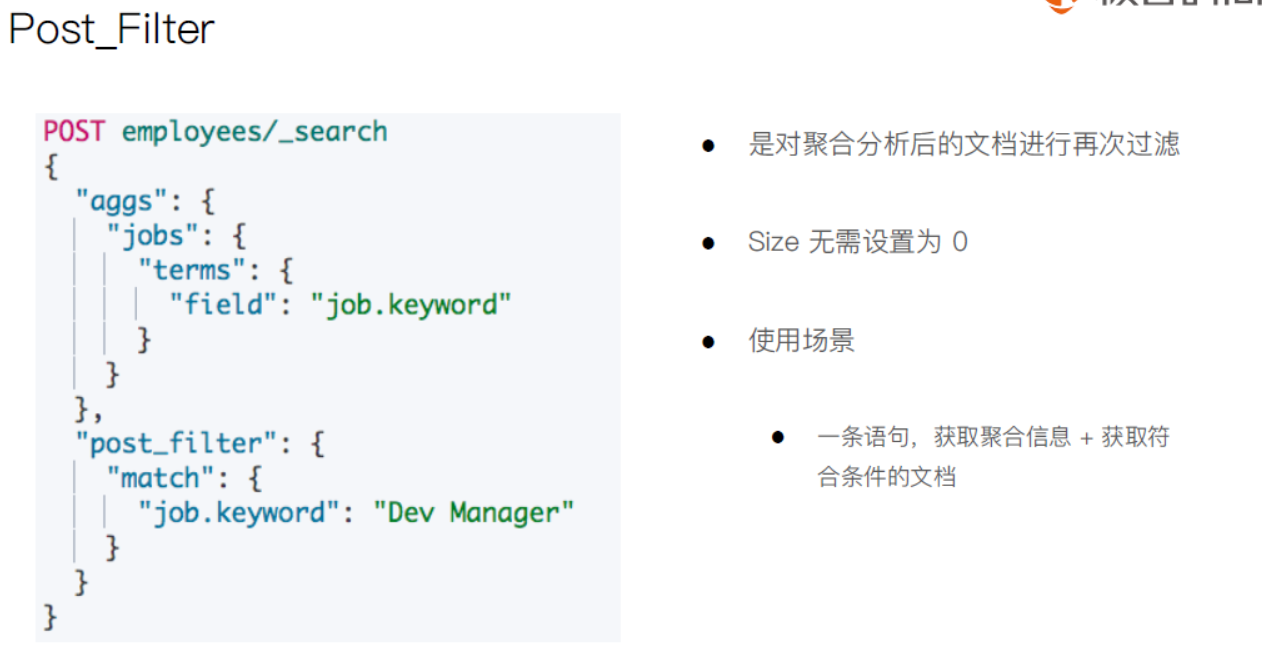 Post_Filter
POST employees/_search
{
"aggs": {
"jobs": {
"terms": {
"field": "job.keyword"
}
}
},
"post_filter": {
"match": {
"job.keyword": "Dev Manager"
}
}
}
● 是对聚合分析后的文档进行再次过滤
● Size 无需设置为 0
● 使用场景
● 一条语句，获取聚合信息 + 获取符
合条件的文档